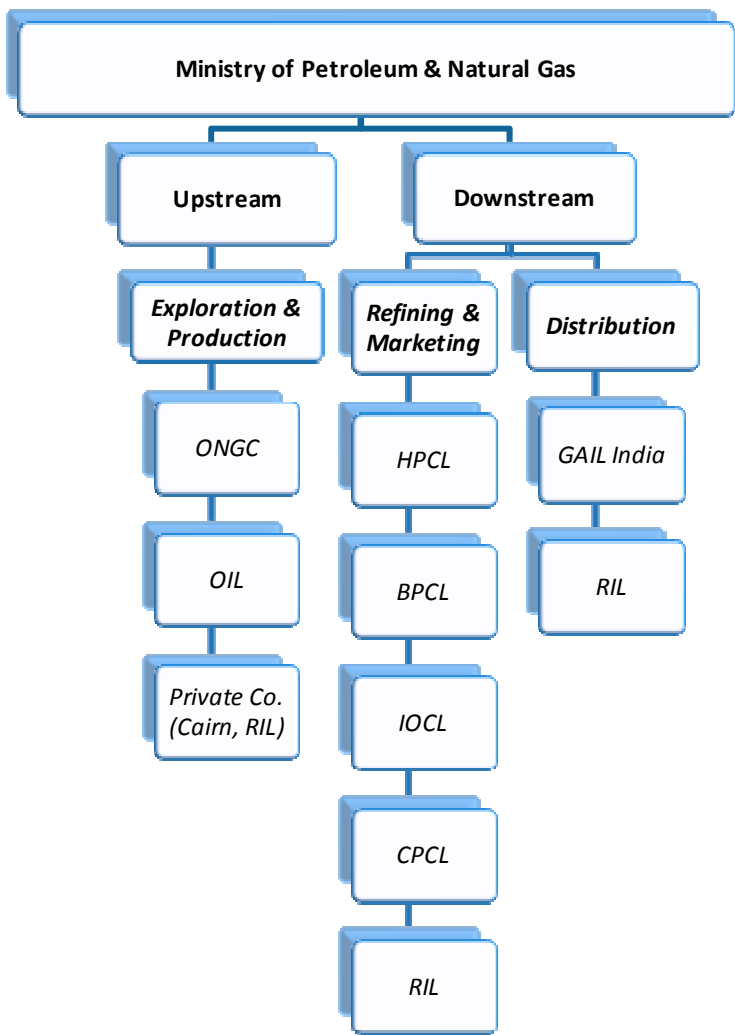 Ministry of Petroleum & Natural Gas
Upstream
Downstream
Exploration &
Production
Refining &
Marketing
Distribution
ONGC
HPCL
GAIL India
OIL
BPCL
RIL
Private Co.
(Cairn, RIL)
IOCL
CPCL
RIL